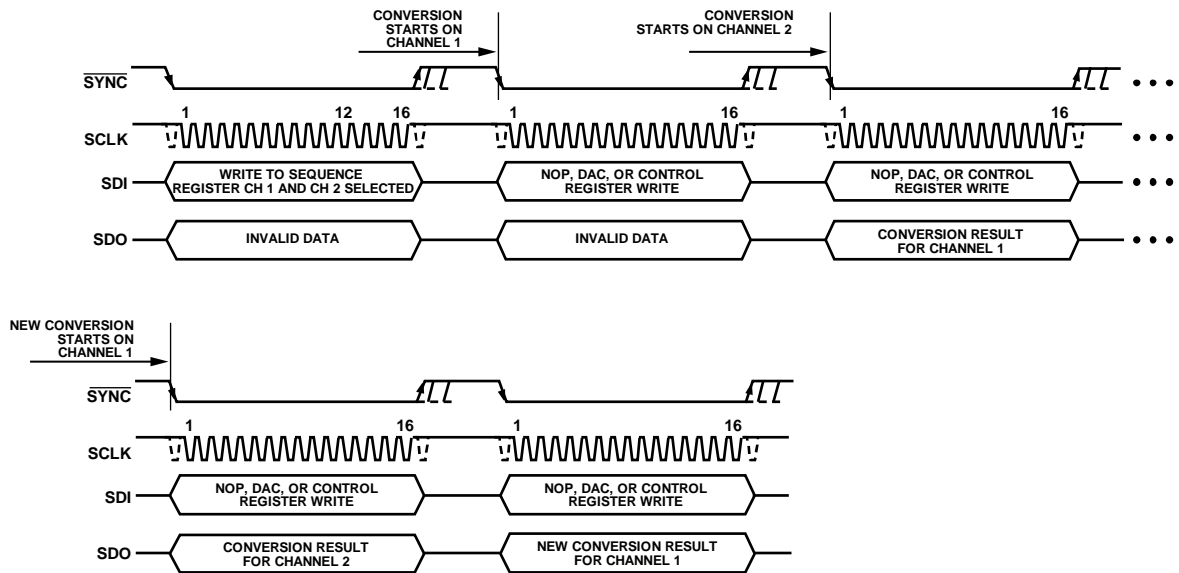 CONVERSION
STARTS ON
CHANNEL 1
CONVERSION
STARTS ON CHANNEL 2
SYNC
1 12 16 1 16 1 16
SCLK
SDI
WRITE TO SEQUENCE
REGISTER CH 1 AND CH 2 SELECTED
NOP, DAC, OR CONTROL
REGISTER WRITE
NOP, DAC, OR CONTROL
REGISTER WRITE
SDO
INVALID DATA
INVALID DATA
CONVERSION RESULT
FOR CHANNEL 1
NEW CONVERSION
STARTS ON
CHANNEL 1
SYNC
1 16 1 16
SCLK
SDI
NOP, DAC, OR CONTROL
REGISTER WRITE
NOP, DAC, OR CONTROL
REGISTER WRITE
SDO
CONVERSION RESULT
FOR CHANNEL 2
NEW CONVERSION RESULT
FOR CHANNEL 1